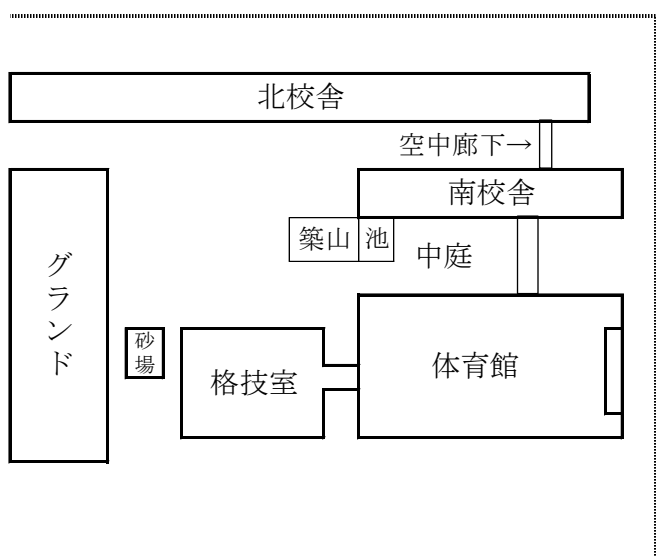 北校舎
空中廊下→
南校舎
築山
池
中庭
グランド
砂場
格技室
体育館